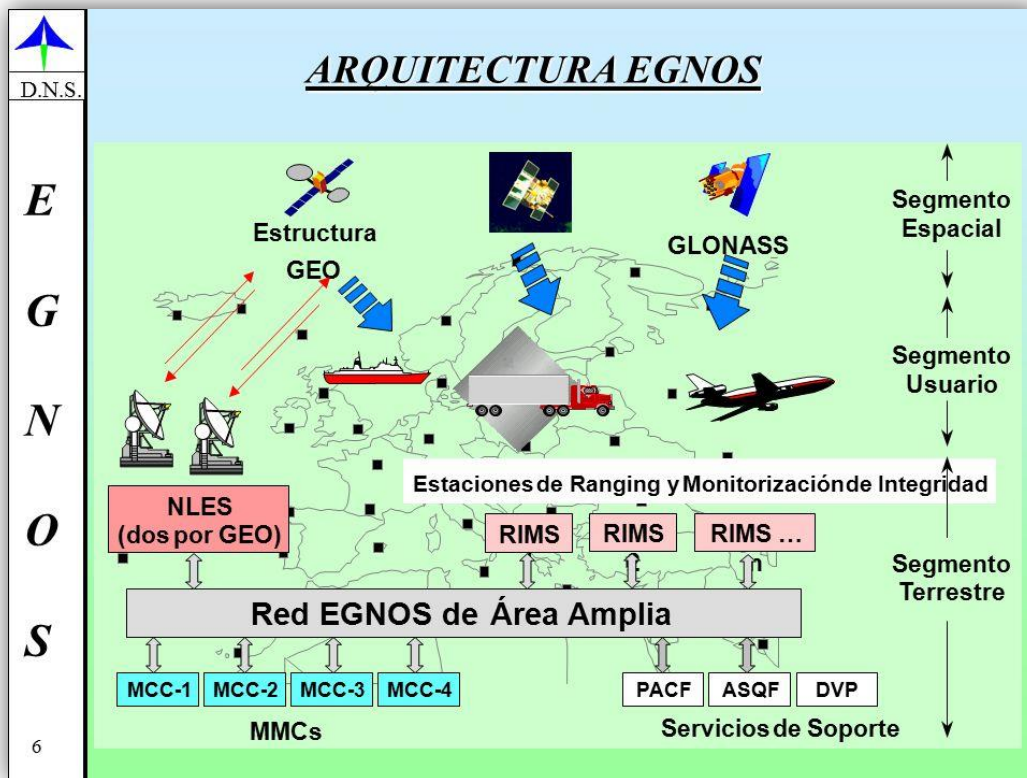 D.N.S.
E
G
N
O
S
6
ARQUITECTURA EGNOS
Estructura
GEO
GLONASS
Segmento
Espacial
Segmento
Usuario
Estaciones de Ranging y Monitorización de Integridad
NLES
(dos por GEO)
RIMS
RIMS
RIMS ...
Segmento
Terrestre
Red EGNOS de Área Amplia
MCC-1
MCC-2
MCC-3
MCC-4
PACF
ASQF
DVP
MMCs
Servicios de Soporte